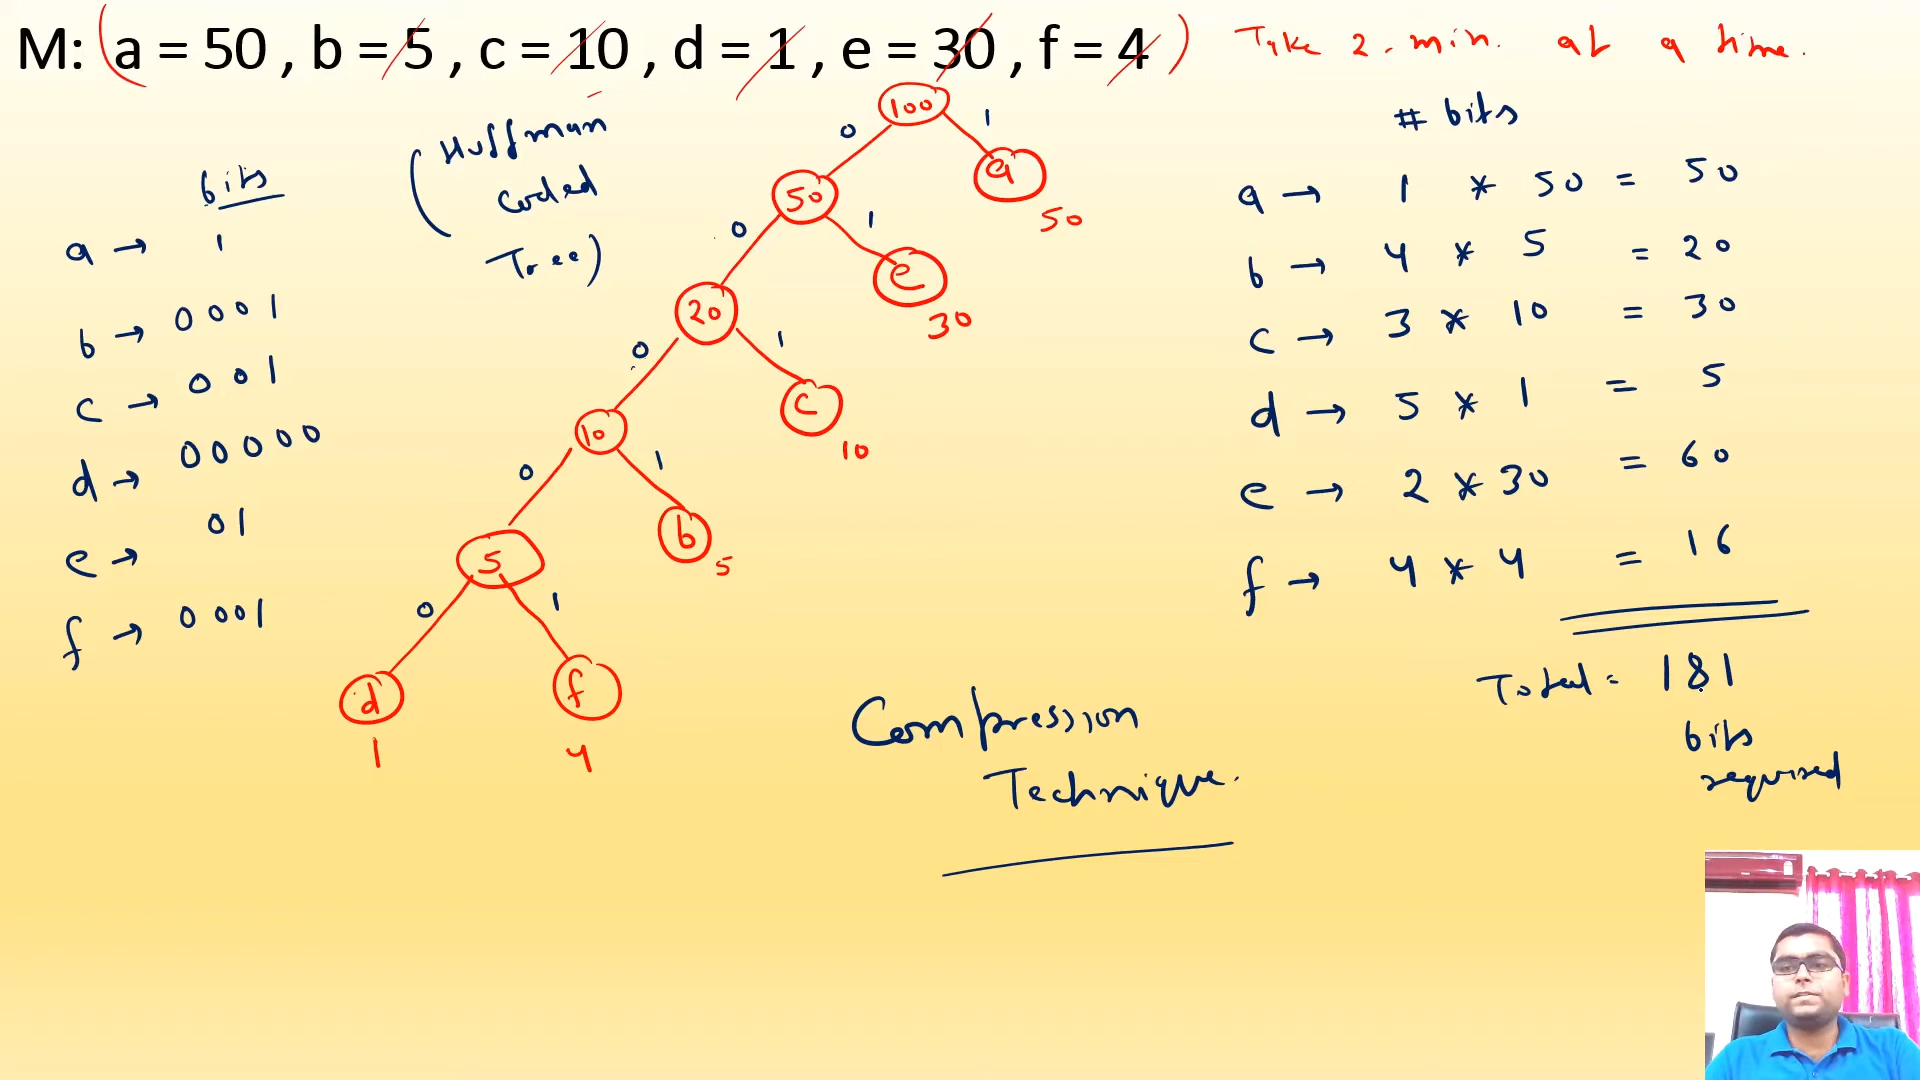 M: (a = 50 , b = 5 , c = 10 , d = 1 , e = 30 , f = 4) Take 2 - min. at a time.
(Huffman
Coded
Tree)
bits
a → 1
b → 0001
c → 001
d → 00000
e → 01
f → 0001
100
0 1
50 a
50
0 1
20 e
30
0 1
10 c
10
0 1
5 b
5
0 1
d f
1 4
# bits
a → 1 * 50 = 50
b → 4 * 5 = 20
c → 3 * 10 = 30
d → 5 * 1 = 5
e → 2 * 30 = 60
f → 4 * 4 = 16
Total = 181
bits
required
Compression
Technique.